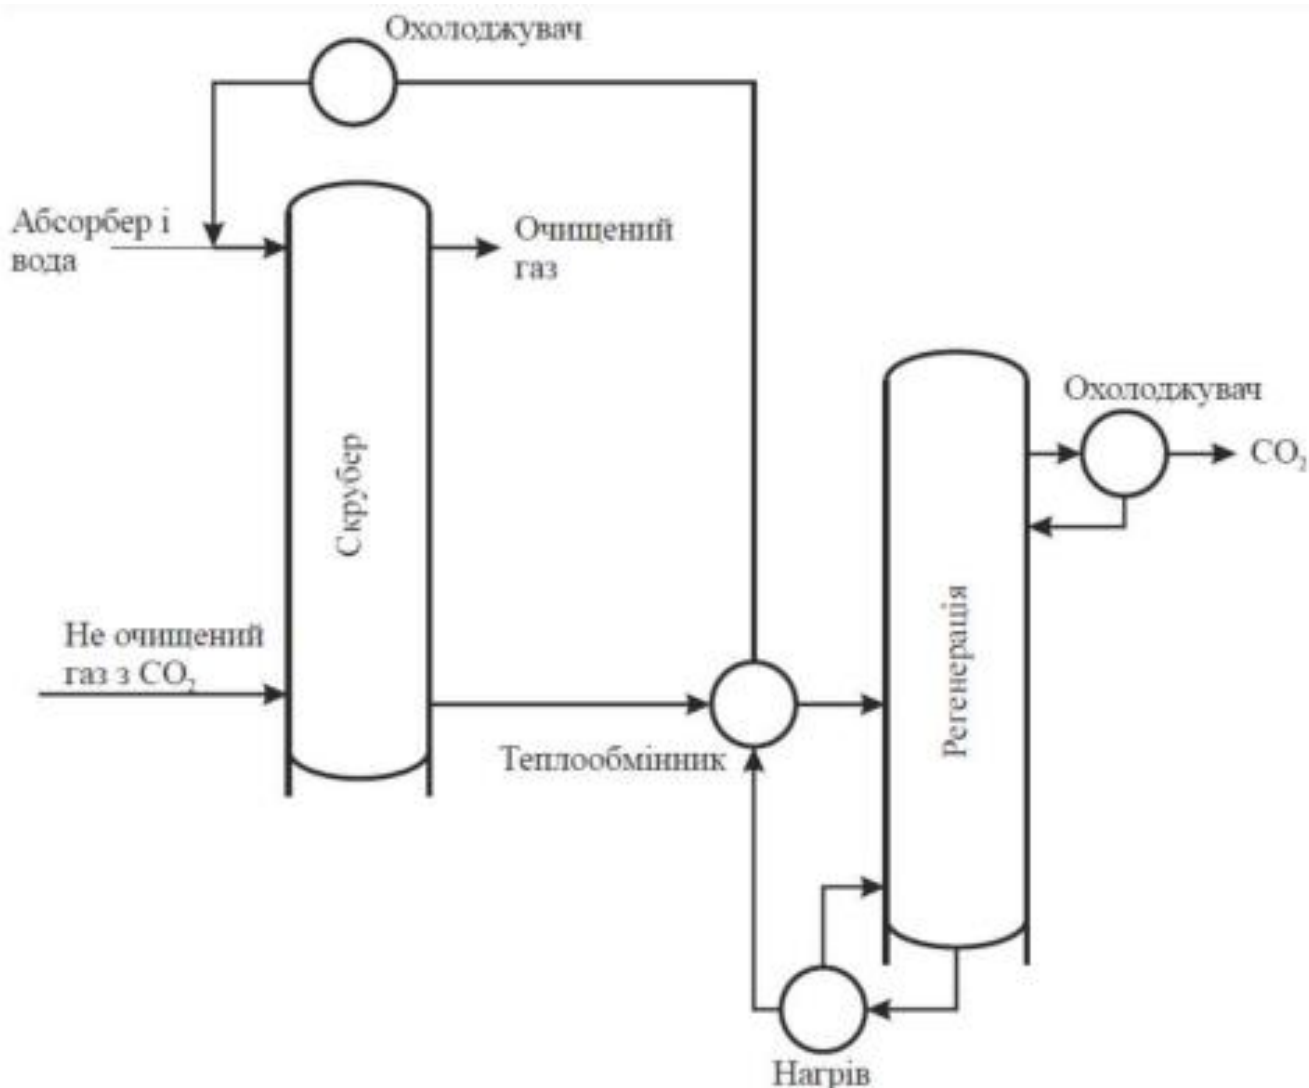 Охолоджувач
Абсорбер і
вода
Очищений
газ
Охолоджувач
CO₂
Скрубер
Регенерація
Не очищений
газ з CO₂
Теплообмінник
Нагрів